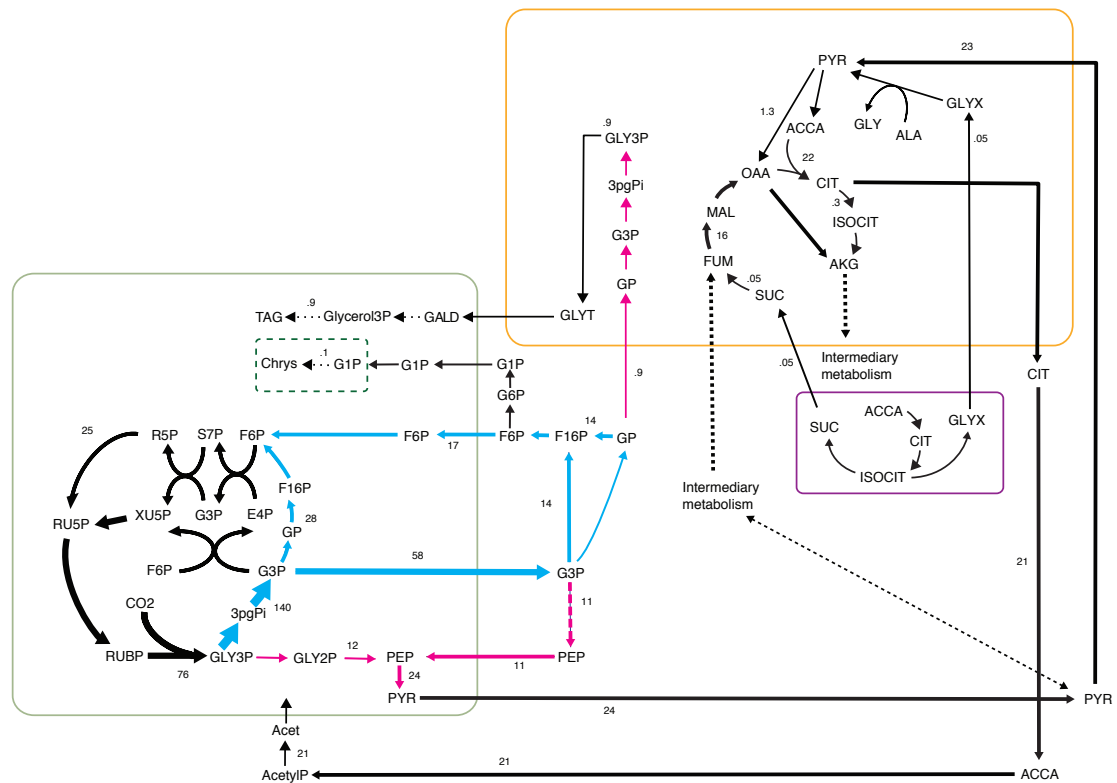 23
PYR
GLYX
1.3
.9
ACCA
GLY
ALA
GLY3P
.05
22
OAA
CIT
3pgPi
.3
MAL
ISOCIT
16
G3P
FUM
AKG
.05
GP
SUC
.9
TAG
Glycerol3P
GALD
GLYT
.1
Chrys
G1P
G1P
G1P
Intermediary
metabolism
.05
.9
CIT
G6P
ACCA
GLYX
SUC
CIT
25
R5P
S7P
F6P
F6P
17
F6P
F16P
14
GP
ISOCIT
F16P
Intermediary
metabolism
14
RU5P
XU5P
G3P
E4P
28
GP
58
21
F6P
G3P
G3P
CO2
3pgPi
140
11
RUBP
76
GLY3P
GLY2P
12
PEP
11
PEP
24
PYR
24
PYR
Acet
21
AcetylP
21
ACCA